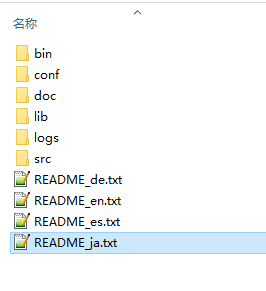 名称
bin
conf
doc
lib
logs
src
README_de.txt
README_en.txt
README_es.txt
README_ja.txt